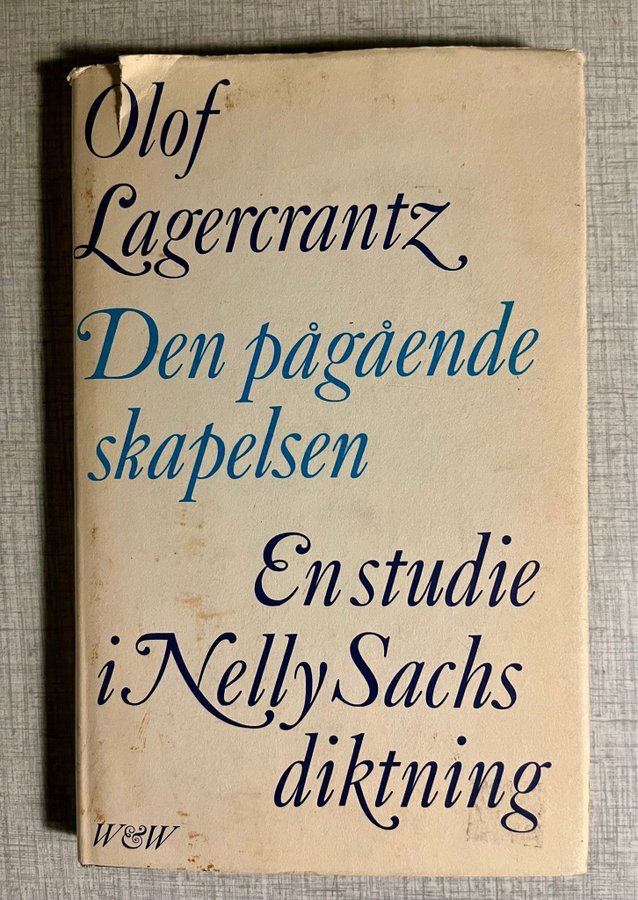 Olof
Lagercrantz
Den pågående
skapelsen
En studie
i Nelly Sachs
diktning
W&W